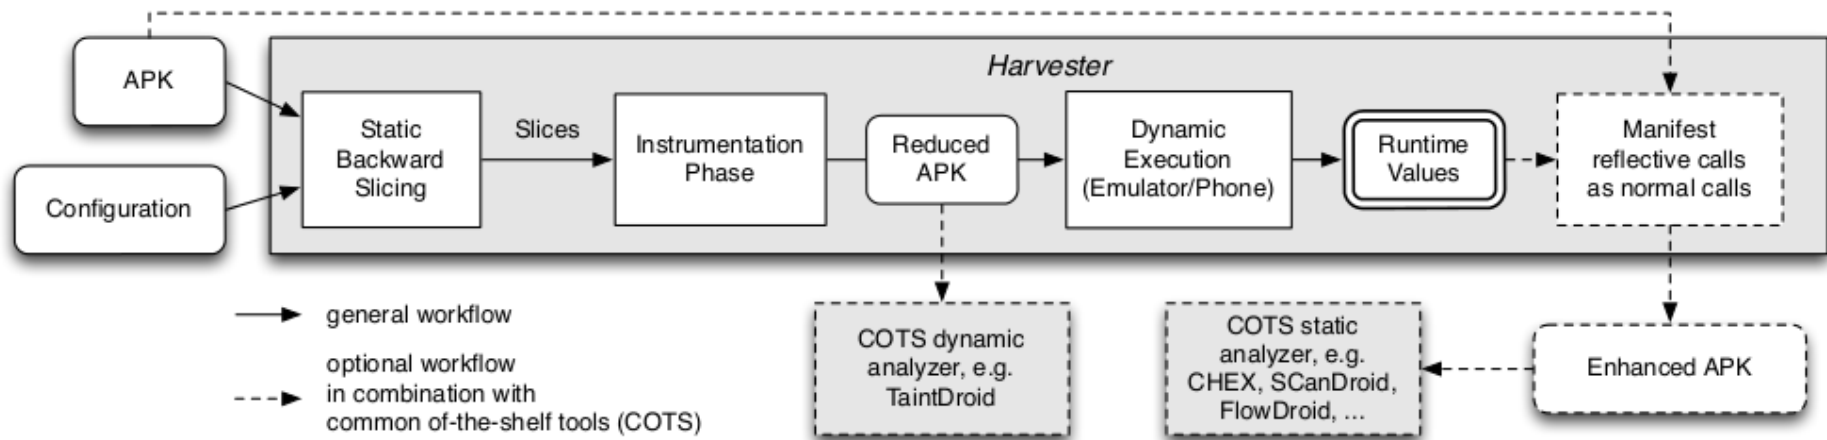 Harvester
APK
Configuration
Static
Backward
Slicing
Slices
Instrumentation
Phase
Reduced
APK
Dynamic
Execution
(Emulator/Phone)
Runtime
Values
Manifest
reflective calls
as normal calls
general workflow
optional workflow
in combination with
common of-the-shelf tools (COTS)
COTS dynamic
analyzer, e.g.
TaintDroid
COTS static
analyzer, e.g.
CHEX, SCanDroid,
FlowDroid, ...
Enhanced APK